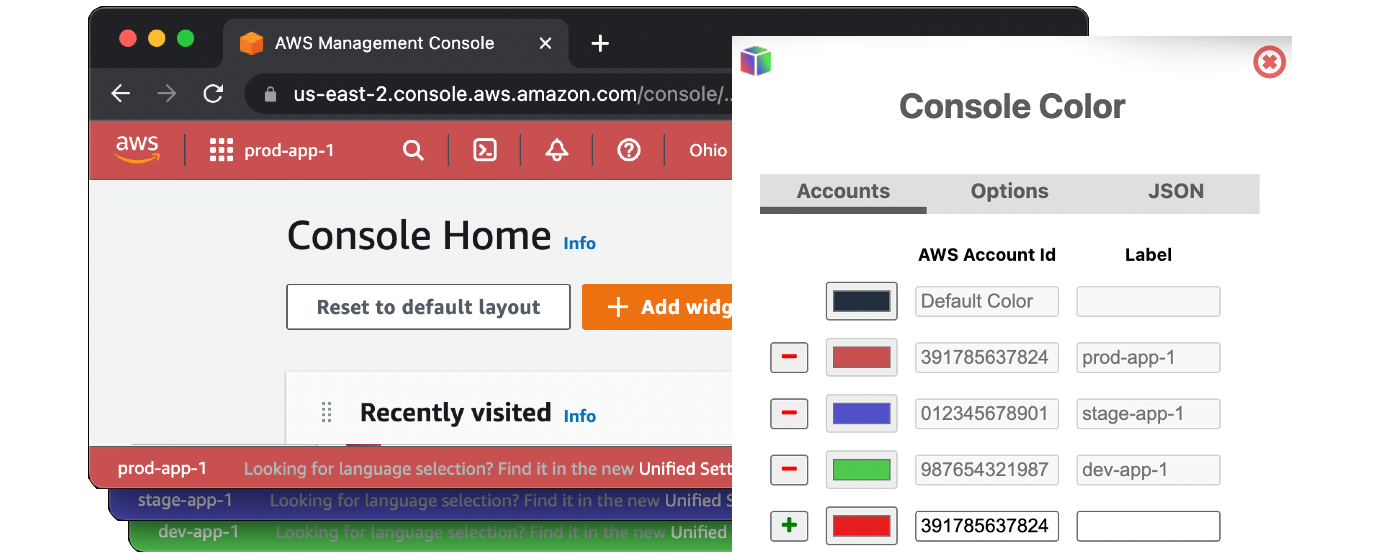 AWS Management Console
us-east-2.console.aws.amazon.com/console/..
aws
prod-app-1
Ohio
Console Home Info
Reset to default layout
Add widg
Recently visited Info
prod-app-1 Looking for language selection? Find it in the new Unified Sett
stage-app-1 Looking for language selection? Find it in the new Unified S
dev-app-1 Looking for language selection? Find it in the new Unified
Console Color
Accounts Options JSON
AWS Account Id Label
Default Color
391785637824 prod-app-1
012345678901 stage-app-1
987654321987 dev-app-1
391785637824